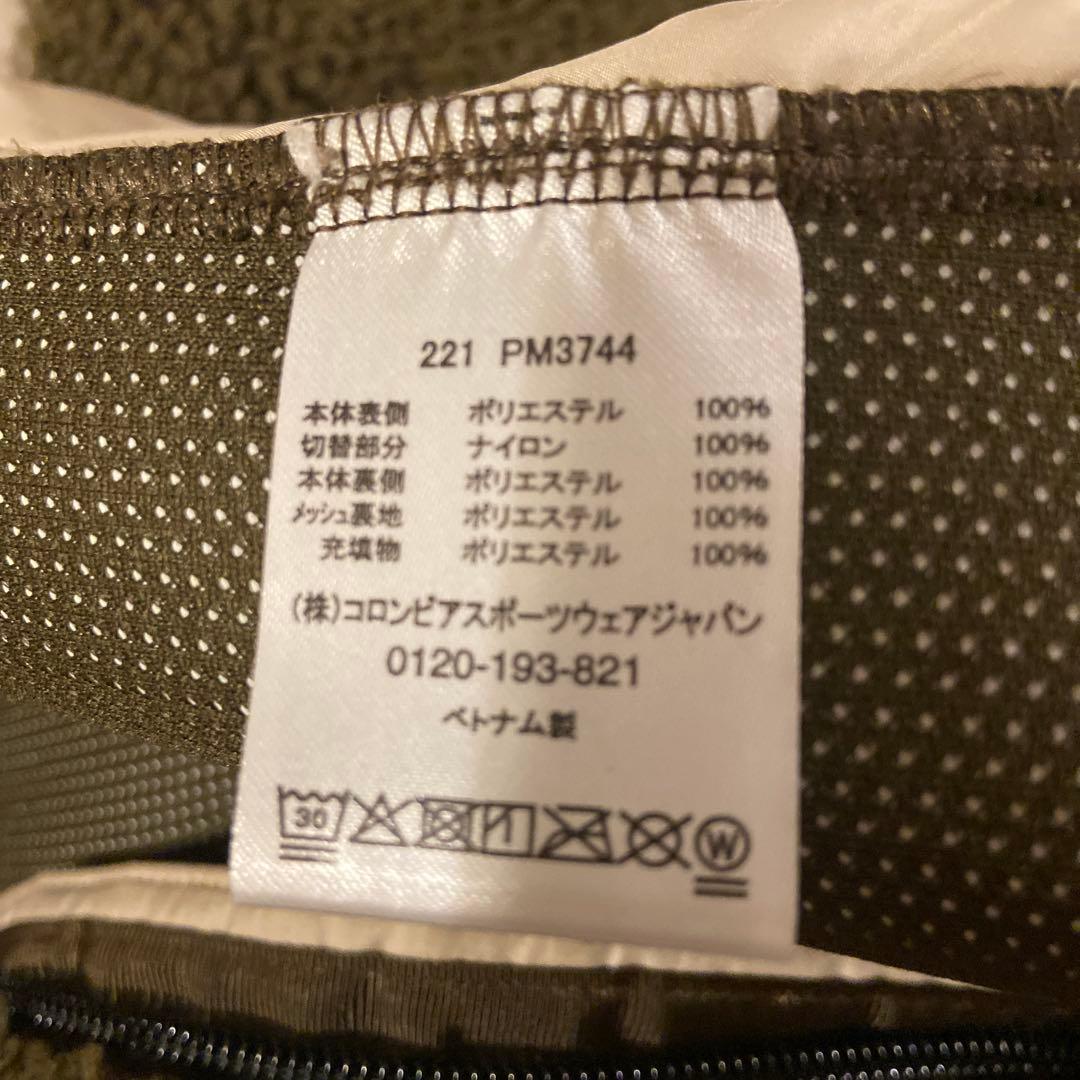 221 PM3744
本体表側 ポリエステル 100%
切替部分 ナイロン 100%
本体裏側 ポリエステル 100%
メッシュ裏地 ポリエステル 100%
充填物 ポリエステル 100%
(株)コロンビアスポーツウェアジャパン
0120-193-821
ベトナム製
30 W